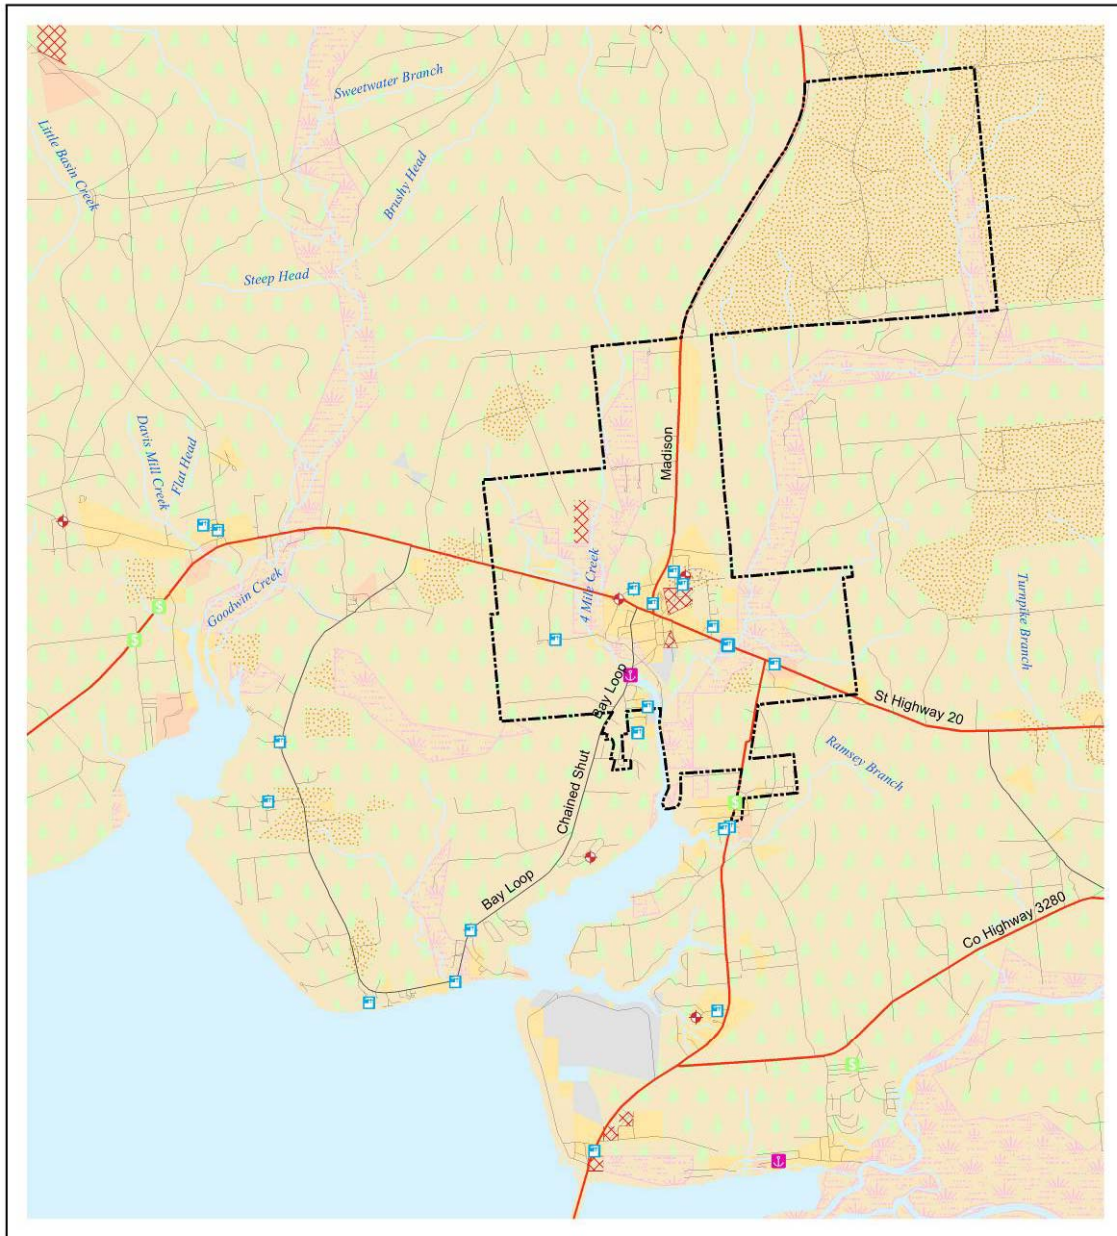 Sweetwater Branch
Little Basin Creek
Brushy Head
Steep Head
Madison
Davis Mill Creek
Flat Head
4 Mile Creek
Goodwin Creek
Turnpike Branch
Bay Loop
St Highway 20
Ramsey Branch
Chained Shut
Bay Loop
Co Highway 3280
$
$
$
$